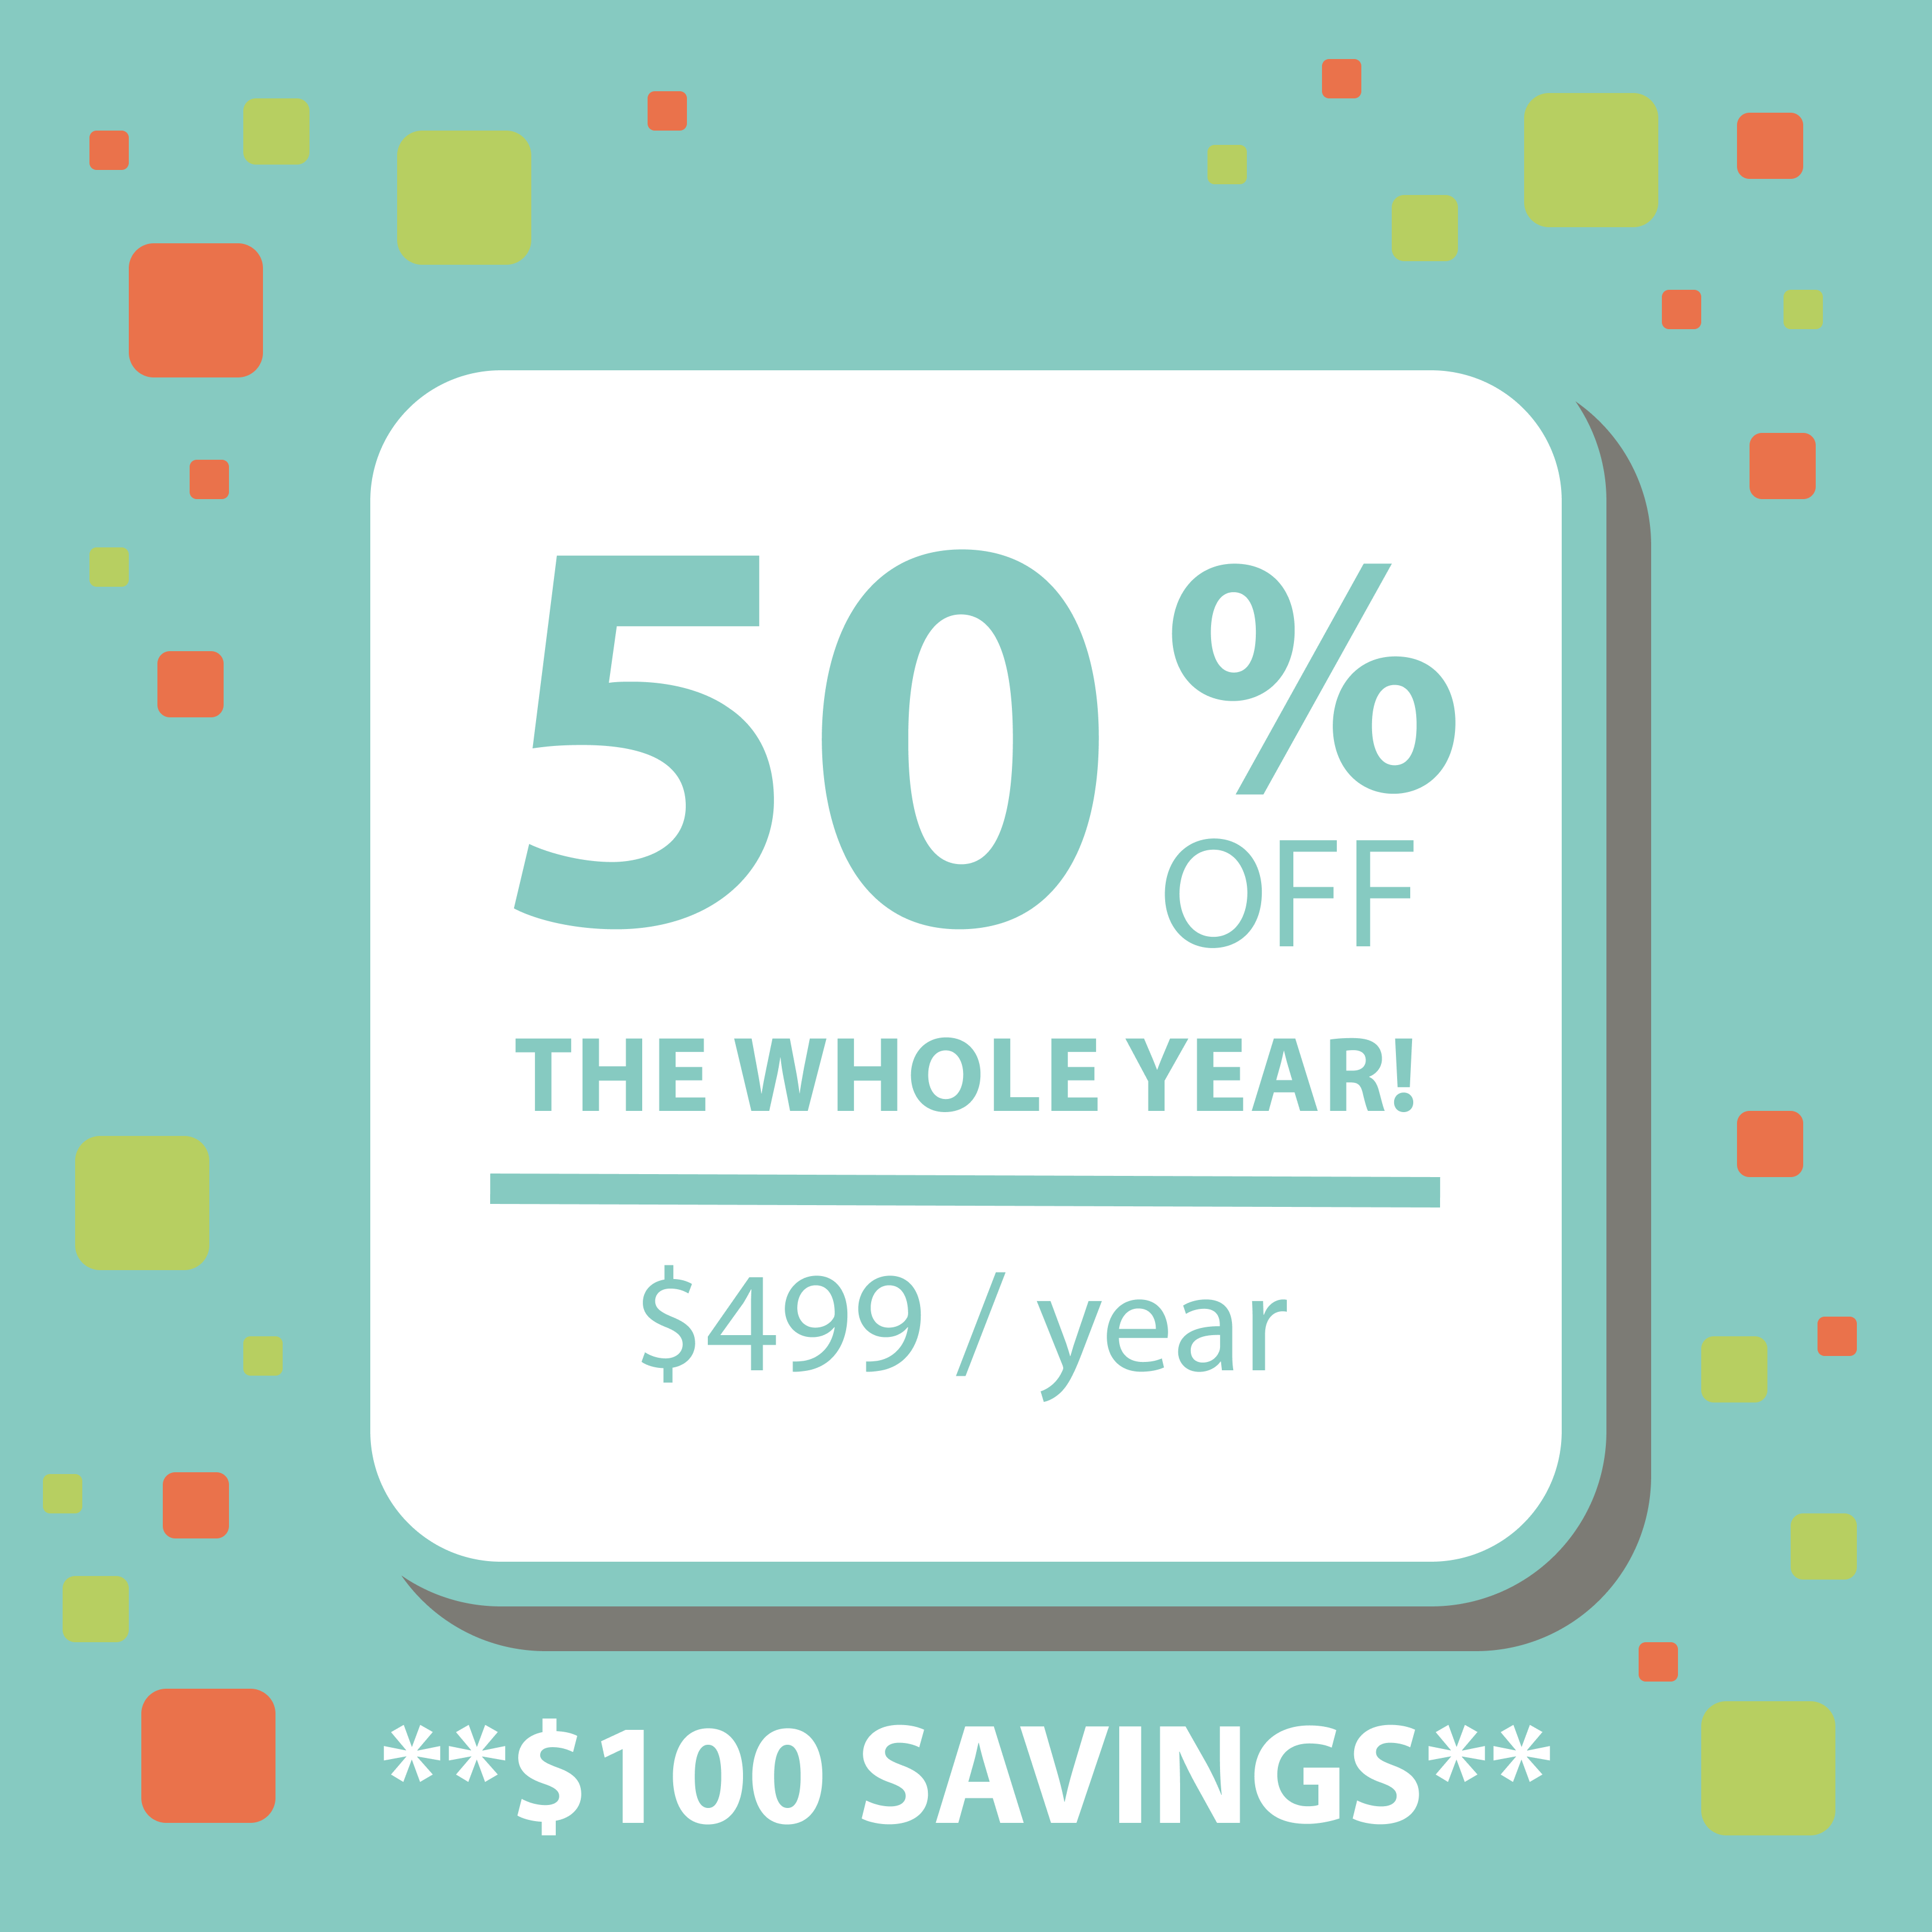 50%
OFF
THE WHOLE YEAR!
$499 / year
**$100 SAVINGS**